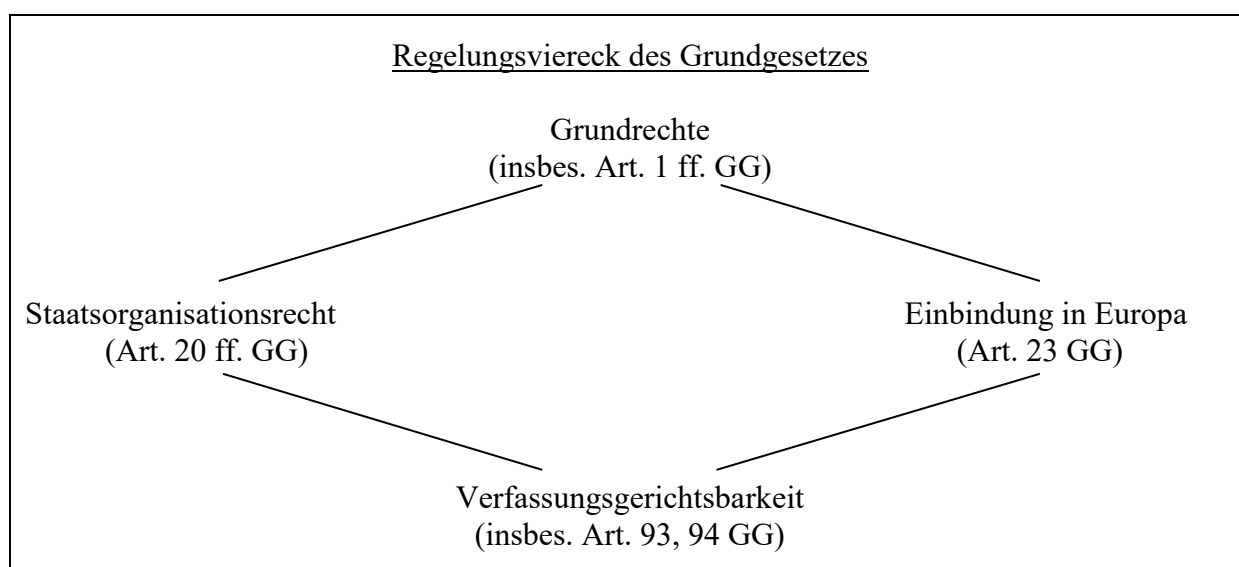 Regelungsviereck des Grundgesetzes
Grundrechte
(insbes. Art. 1 ff. GG)
Staatsorganisationsrecht
(Art. 20 ff. GG)
Einbindung in Europa
(Art. 23 GG)
Verfassungsgerichtsbarkeit
(insbes. Art. 93, 94 GG)